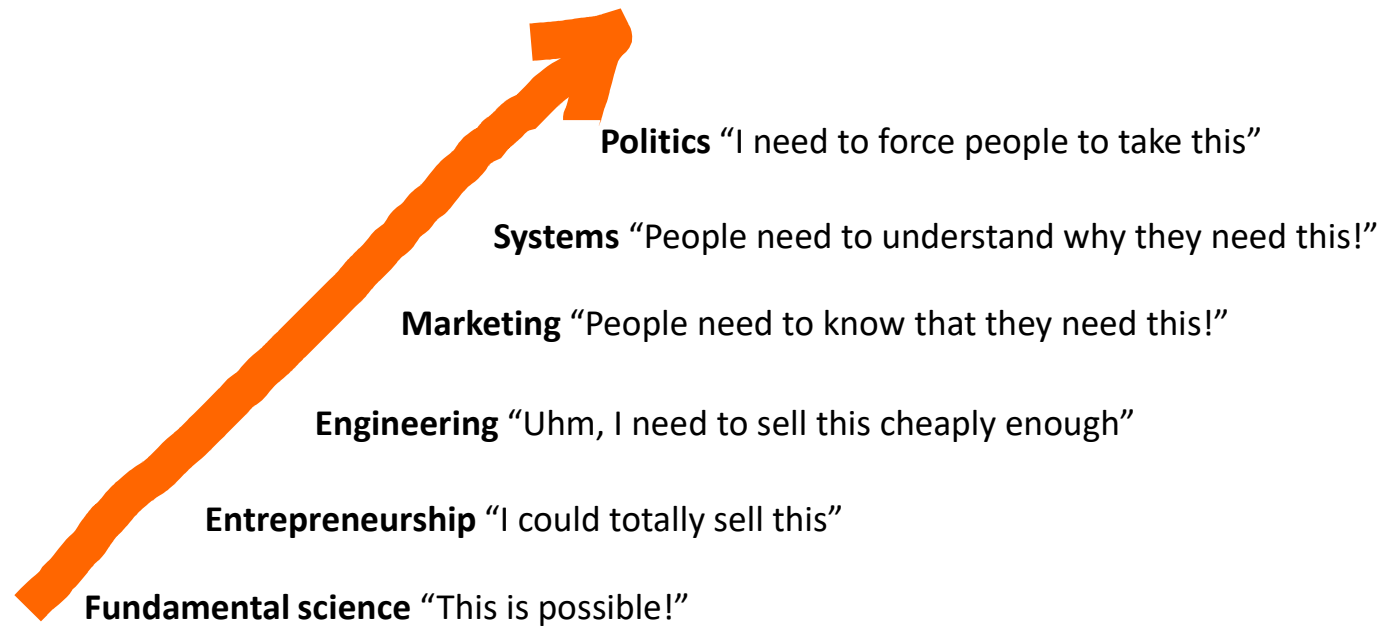 Politics “I need to force people to take this”
Systems “People need to understand why they need this!”
Marketing “People need to know that they need this!”
Engineering “Uhm, I need to sell this cheaply enough”
Entrepreneurship “I could totally sell this”
Fundamental science “This is possible!”